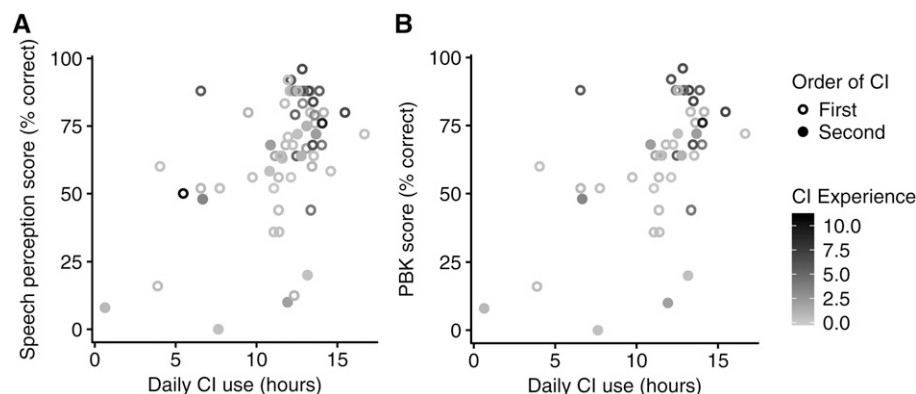 A
Speech perception score (% correct)
100
75
50
25
0
0 5 10 15
Daily CI use (hours)
B
PBK score (% correct)
100
75
50
25
0
0 5 10 15
Daily CI use (hours)
Order of CI
First
Second
CI Experience
10.0
7.5
5.0
2.5
0.0